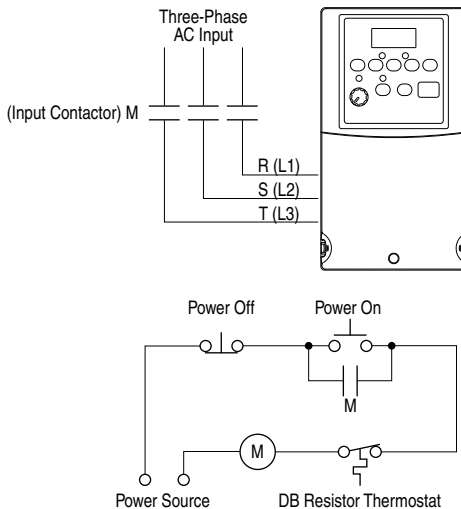 Three-Phase
AC Input
(Input Contactor) M
R (L1)
S (L2)
T (L3)
Power Off
Power On
M
M
Power Source
DB Resistor Thermostat